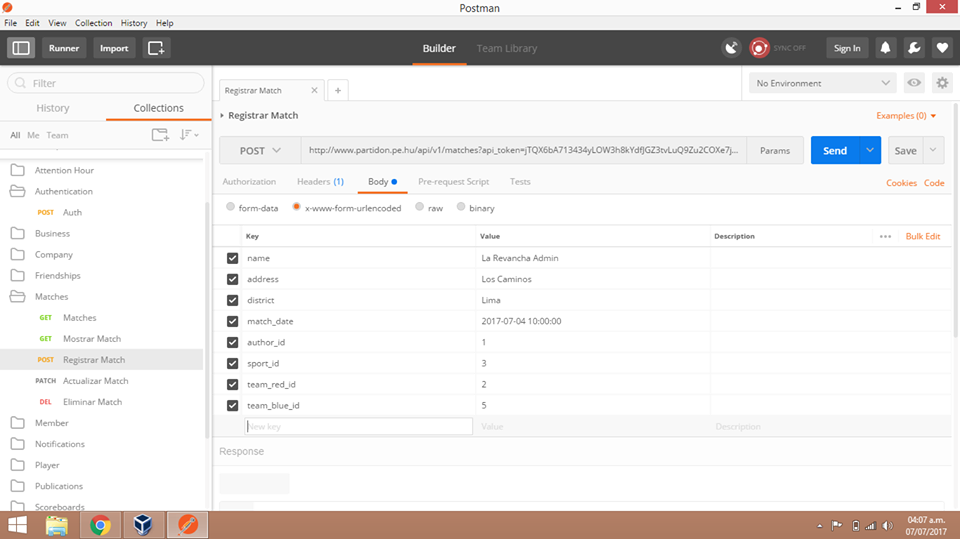 Postman
File Edit View Collection History Help
Runner Import Builder Team Library SYNC OFF Sign In
Filter
History Collections
All Me Team
Attention Hour
Authentication
POST Auth
Business
Company
Friendships
Matches
GET Matches
GET Mostrar Match
POST Registrar Match
PATCH Actualizar Match
DEL Eliminar Match
Member
Notifications
Player
Publications
Scoreboards
Registrar Match No Environment
Registrar Match Examples (0)
POST http://www.partidon.pe.hu/api/v1/matches?api_token=jTQX6bA713434yLOW3h8kYdfJGZ3tvLuQ9Zu2COXe7j... Params Send Save
Authorization Headers (1) Body Pre-request Script Tests Cookies Code
form-data x-www-form-urlencoded raw binary
Key Value Description ••• Bulk Edit
name La Revancha Admin
address Los Caminos
district Lima
match_date 2017-07-04 10:00:00
author_id 1
sport_id 3
team_red_id 2
team_blue_id 5
New key Value Description
Response
04:07 a.m.
07/07/2017